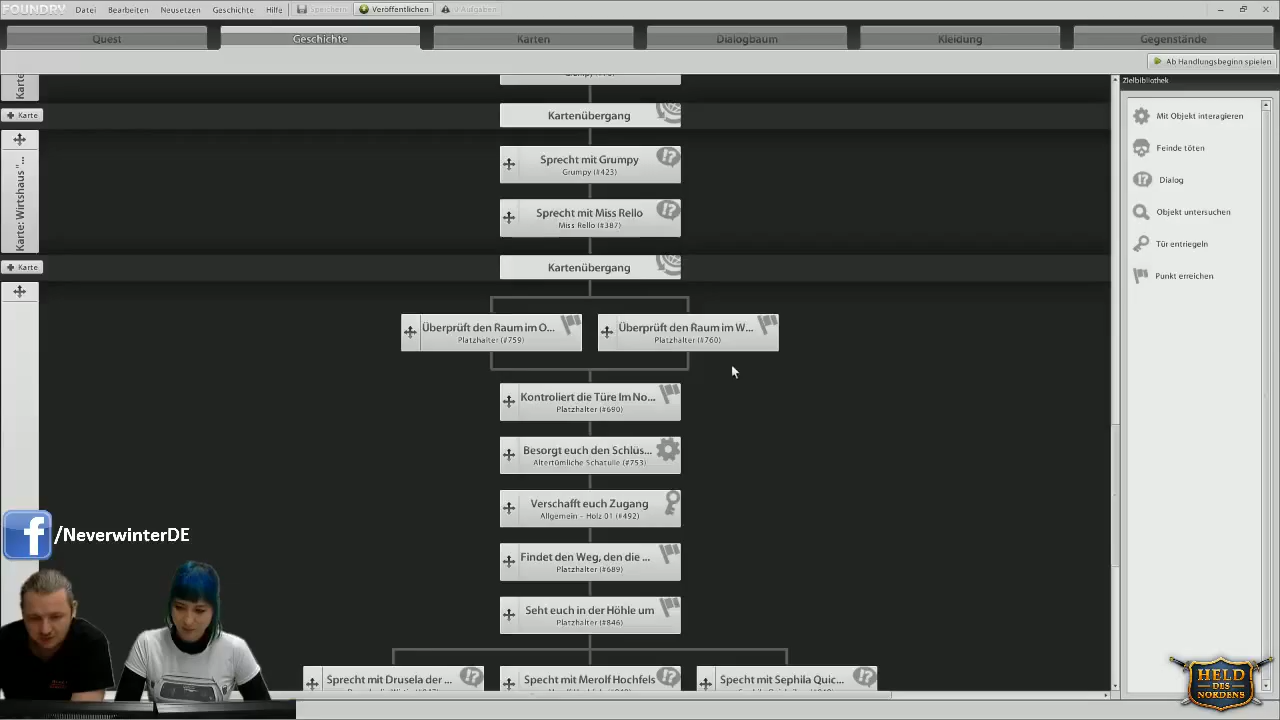 FOUNDRY Datei Bearbeiten Neusetzen Geschichte Hilfe Speichern Veröffentlichen
Quest Geschichte Karten Dialogbaum Kleidung Gegenstände
Ab Handlungsbeginn spielen
Zielbibliothek
Karte
Kartenübergang
Mit Objekt interagieren
Feinde töten
Dialog
Objekt untersuchen
Tür entriegeln
Punkt erreichen
Karte: Wirtshaus "...
Sprecht mit Grumpy
Grumpy (#423)
Sprecht mit Miss Rello
Miss Rello (#387)
Karte
Kartenübergang
Überprüft den Raum im O...
Platzhalter (#759)
Überprüft den Raum im W...
Platzhalter (#760)
Kontroliert die Türe Im No...
Platzhalter (#690)
Besorgt euch den Schlüs...
Altertümliche Schatulle (#753)
Verschafft euch Zugang
Allgemein – Holz 01 (#492)
Findet den Weg, den die ...
Platzhalter (#689)
Seht euch in der Höhle um
Platzhalter (#846)
Sprecht mit Drusela der ...
Specht mit Merolf Hochfels
Specht mit Sephila Quic...
/NeverwinterDE
HELD
DES
NORDENS